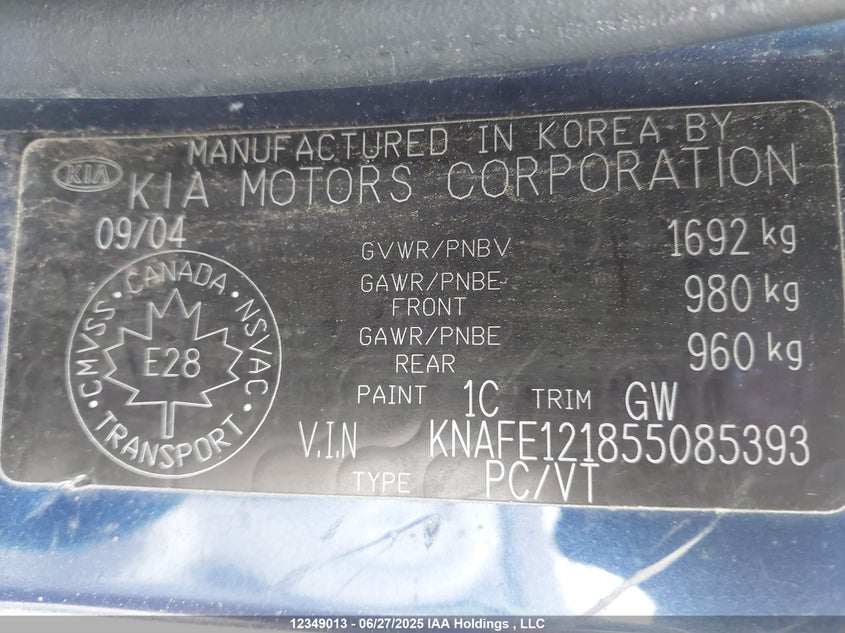 MANUFACTURED IN KOREA BY
KIA KIA MOTORS CORPORATION
09/04
GVWR/PNBV 1692 kg
GAWR/PNBE FRONT 980 kg
GAWR/PNBE REAR 960 kg
CANADA · NSVAC · TRANSPORT · CMVSS ·
E28
PAINT 1C TRIM GW
V.I.N KNAFE121855085393
TYPE PC/VT
12349013 - 06/27/2025 IAA Holdings , LLC